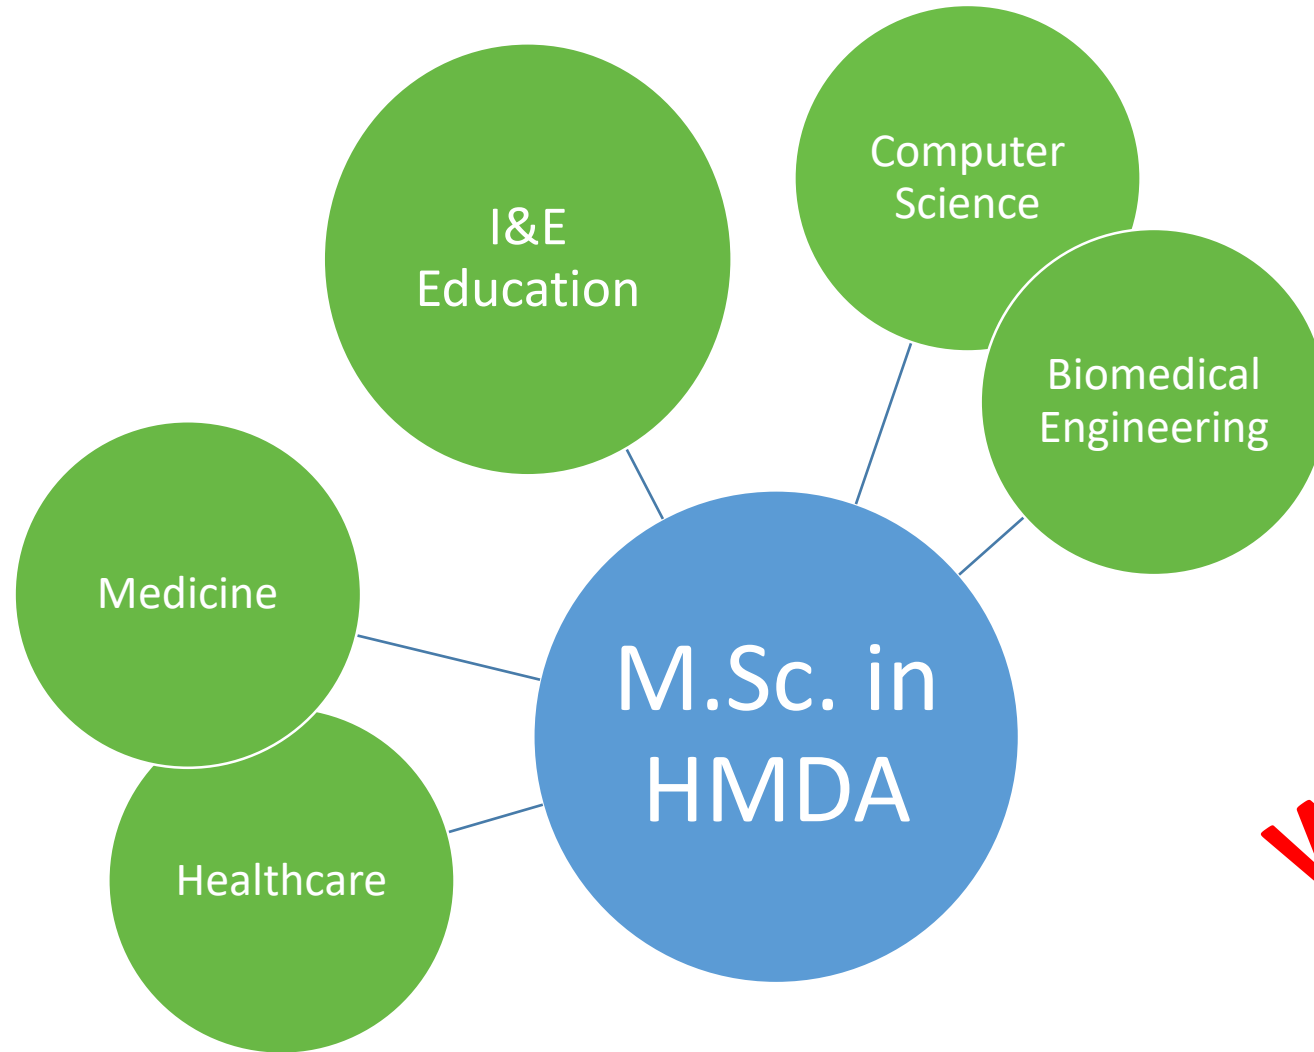 I&E
Education
Computer
Science
Biomedical
Engineering
Medicine
Healthcare
M.Sc. in
HMDA